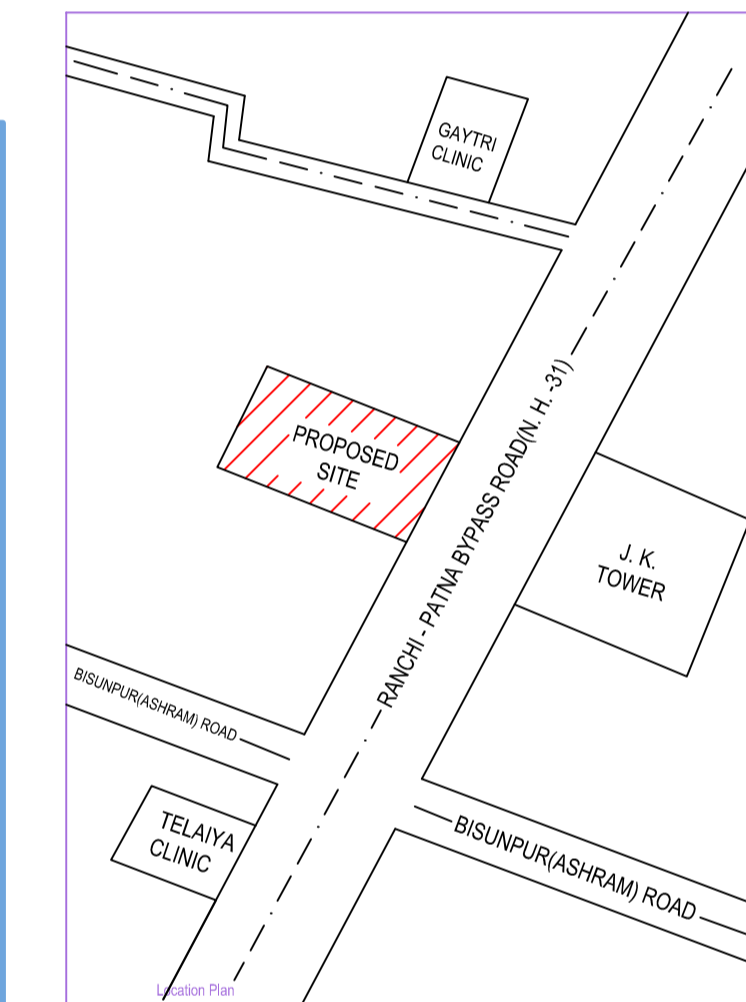 GAYTRI
CLINIC
PROPOSED
SITE
RANCHI - PATNA BYPASS ROAD(N. H. -31)
J. K.
TOWER
BISUNPUR(ASHRAM) ROAD
TELAIYA
CLINIC
BISUNPUR(ASHRAM) ROAD
Location Plan